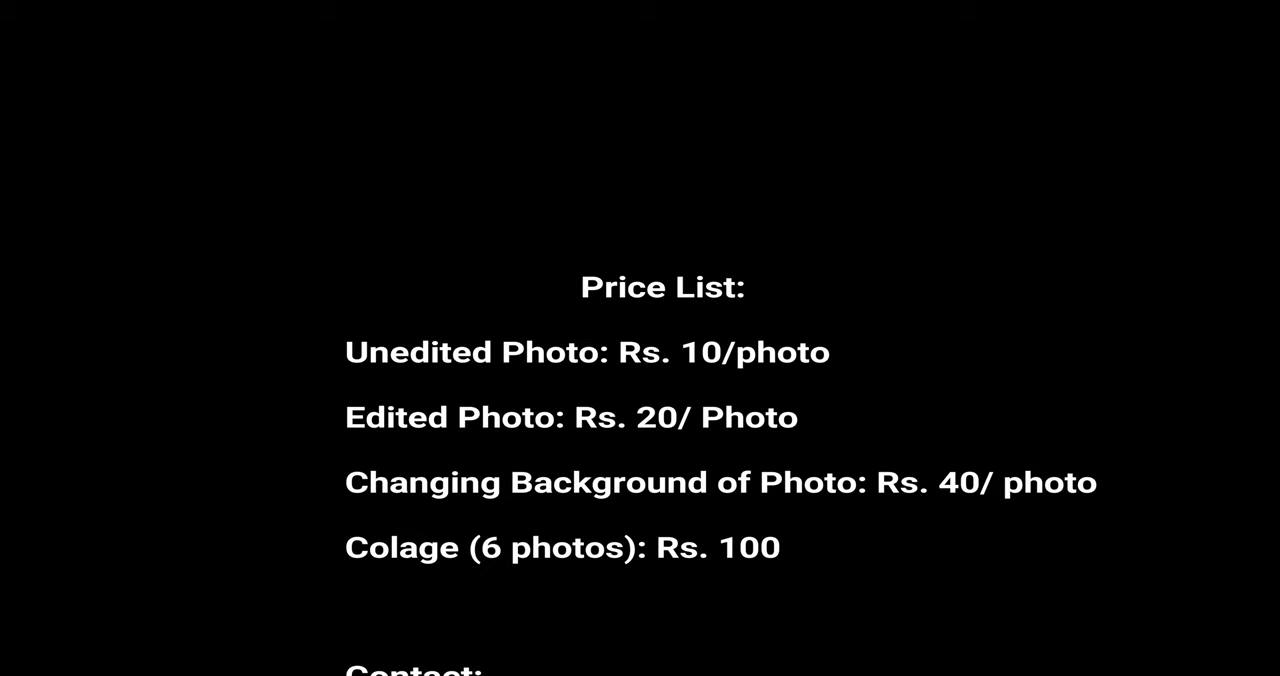 Price List:
Unedited Photo: Rs. 10/photo
Edited Photo: Rs. 20/ Photo
Changing Background of Photo: Rs. 40/ photo
Colage (6 photos): Rs. 100
Contact: